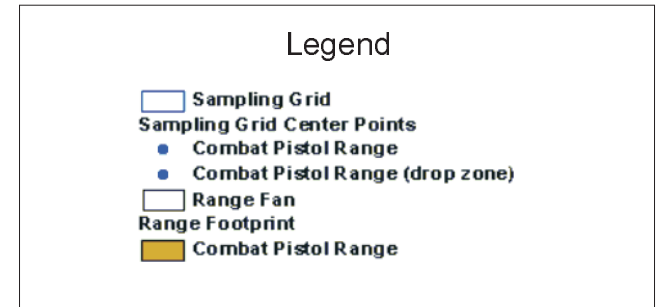 Legend
Sampling Grid
Sampling Grid Center Points
Combat Pistol Range
Combat Pistol Range (drop zone)
Range Fan
Range Footprint
Combat Pistol Range